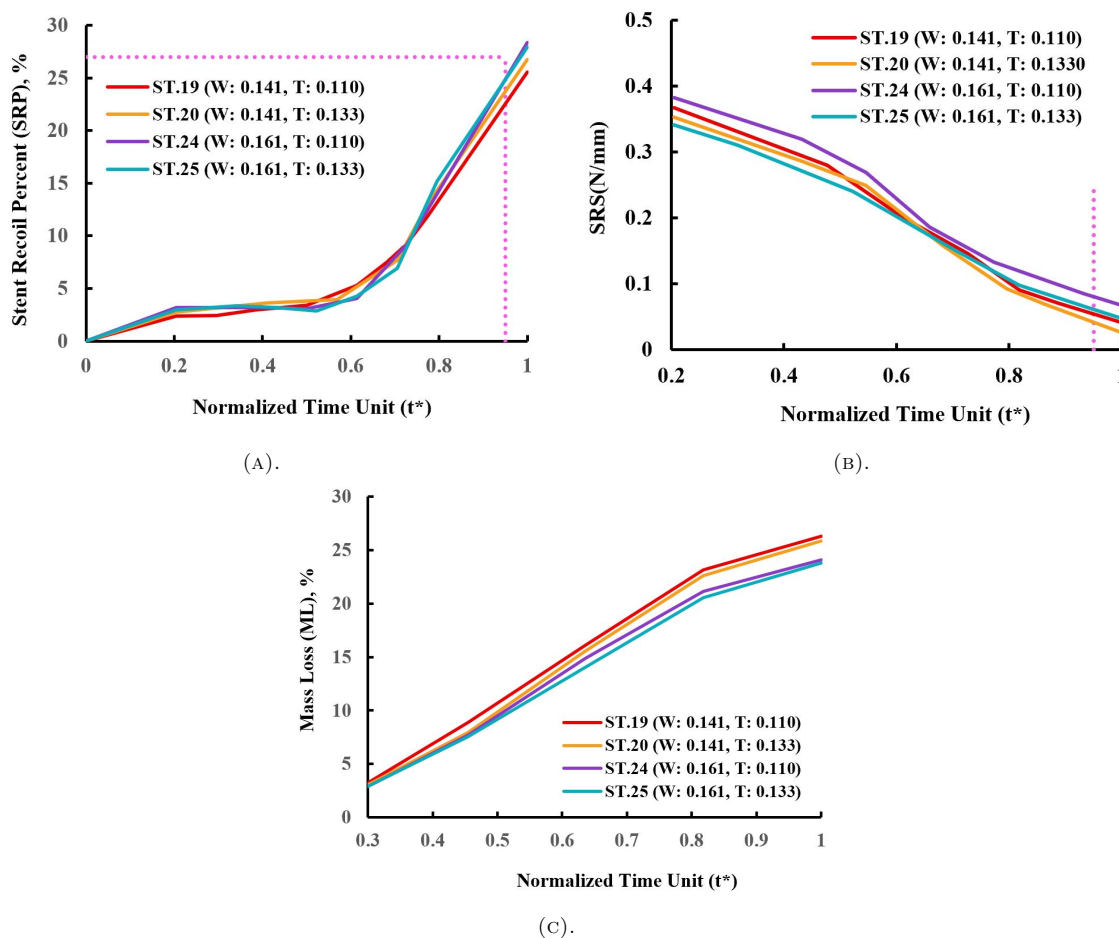 30
25
20
15
10
5
0
Stent Recoil Percent (SRP), %
ST.19 (W: 0.141, T: 0.110)
ST.20 (W: 0.141, T: 0.133)
ST.24 (W: 0.161, T: 0.110)
ST.25 (W: 0.161, T: 0.133)
0 0.2 0.4 0.6 0.8 1
Normalized Time Unit (t*)
(A).
0.5
0.4
0.3
0.2
0.1
0
SRS(N/mm)
ST.19 (W: 0.141, T: 0.110)
ST.20 (W: 0.141, T: 0.1330
ST.24 (W: 0.161, T: 0.110)
ST.25 (W: 0.161, T: 0.133)
0.2 0.4 0.6 0.8 1
Normalized Time Unit (t*)
(B).
30
25
20
15
10
5
0
Mass Loss (ML), %
ST.19 (W: 0.141, T: 0.110)
ST.20 (W: 0.141, T: 0.133)
ST.24 (W: 0.161, T: 0.110)
ST.25 (W: 0.161, T: 0.133)
0.3 0.4 0.5 0.6 0.7 0.8 0.9 1
Normalized Time Unit (t*)
(C).